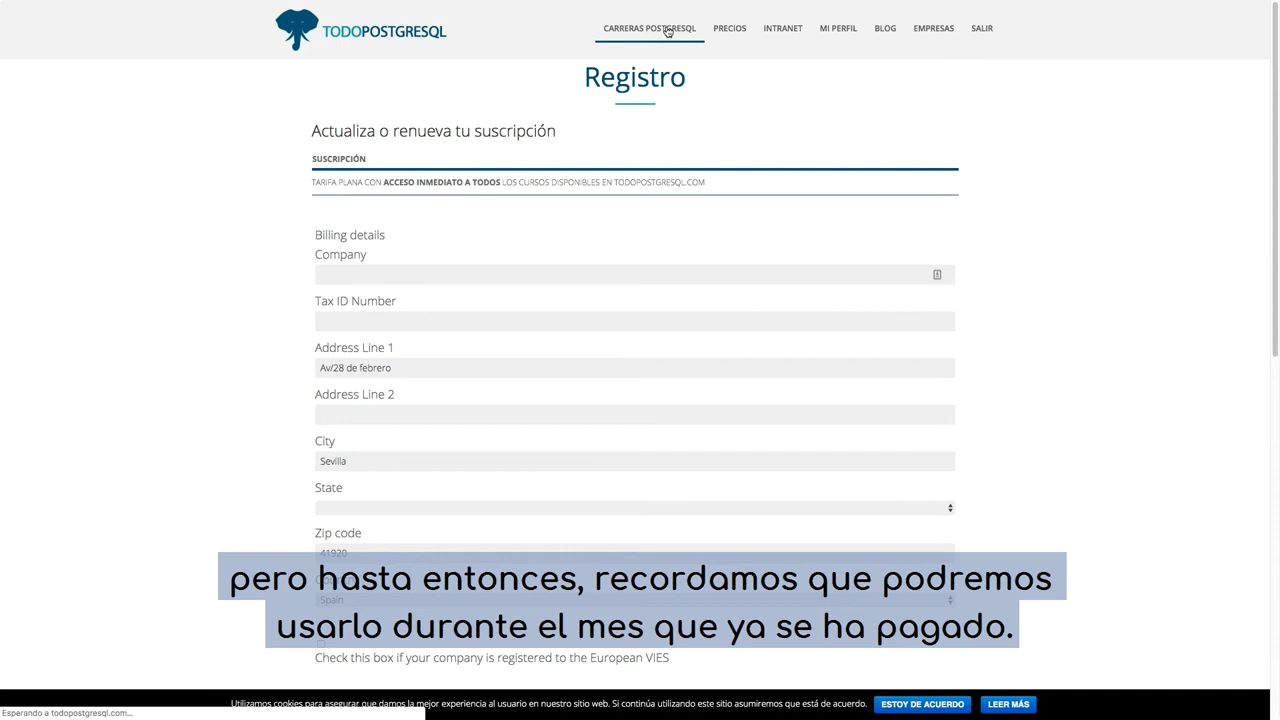 TODOPOSTGRESQL
CARRERAS POSTGRESQL PRECIOS INTRANET MI PERFIL BLOG EMPRESAS SALIR
Registro
Actualiza o renueva tu suscripción
SUSCRIPCIÓN
TARIFA PLANA CON ACCESO INMEDIATO A TODOS LOS CURSOS DISPONIBLES EN TODOPOSTGRESQL.COM
Billing details
Company
Tax ID Number
Address Line 1
Av/28 de febrero
Address Line 2
City
Sevilla
State
Zip code
41920
Spain
pero hasta entonces, recordamos que podremos
usarlo durante el mes que ya se ha pagado.
Check this box if your company is registered to the European VIES
Utilizamos cookies para asegurar que damos la mejor experiencia al usuario en nuestro sitio web. Si continúa utilizando este sitio asumiremos que está de acuerdo. ESTOY DE ACUERDO LEER MÁS
Esperando a todopostgresql.com...